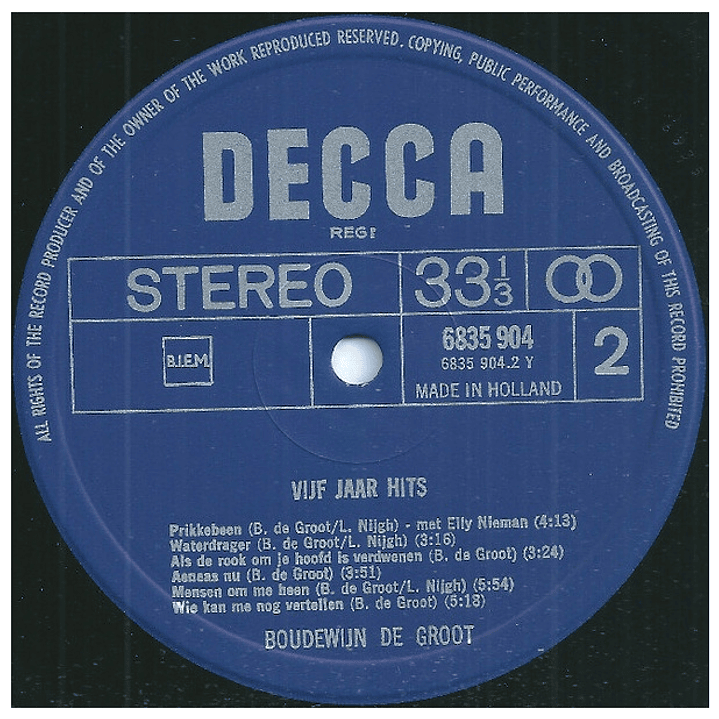 ALL RIGHTS OF THE RECORD PRODUCER AND OF THE OWNER OF THE WORK REPRODUCED RESERVED. COPYING, PUBLIC PERFORMANCE AND BROADCASTING OF THIS RECORD PROHIBITED
DECCA
REGD
STEREO
33 1/3
B.I.E.M.
6835 904
6835 904.2 Y
MADE IN HOLLAND
2
VIJF JAAR HITS
Prikkebeen (B. de Groot/L. Nijgh) - met Elly Nieman (4:13)
Waterdrager (B. de Groot/L. Nijgh) (3:16)
Als de rook om je hoofd is verdwenen (B. de Groot) (3:24)
Aeneas nu (B. de Groot) (3:51)
Mensen om me heen (B. de Groot/L. Nijgh) (5:54)
Wie kan me nog vertellen (B. de Groot) (5:18)
BOUDEWIJN DE GROOT